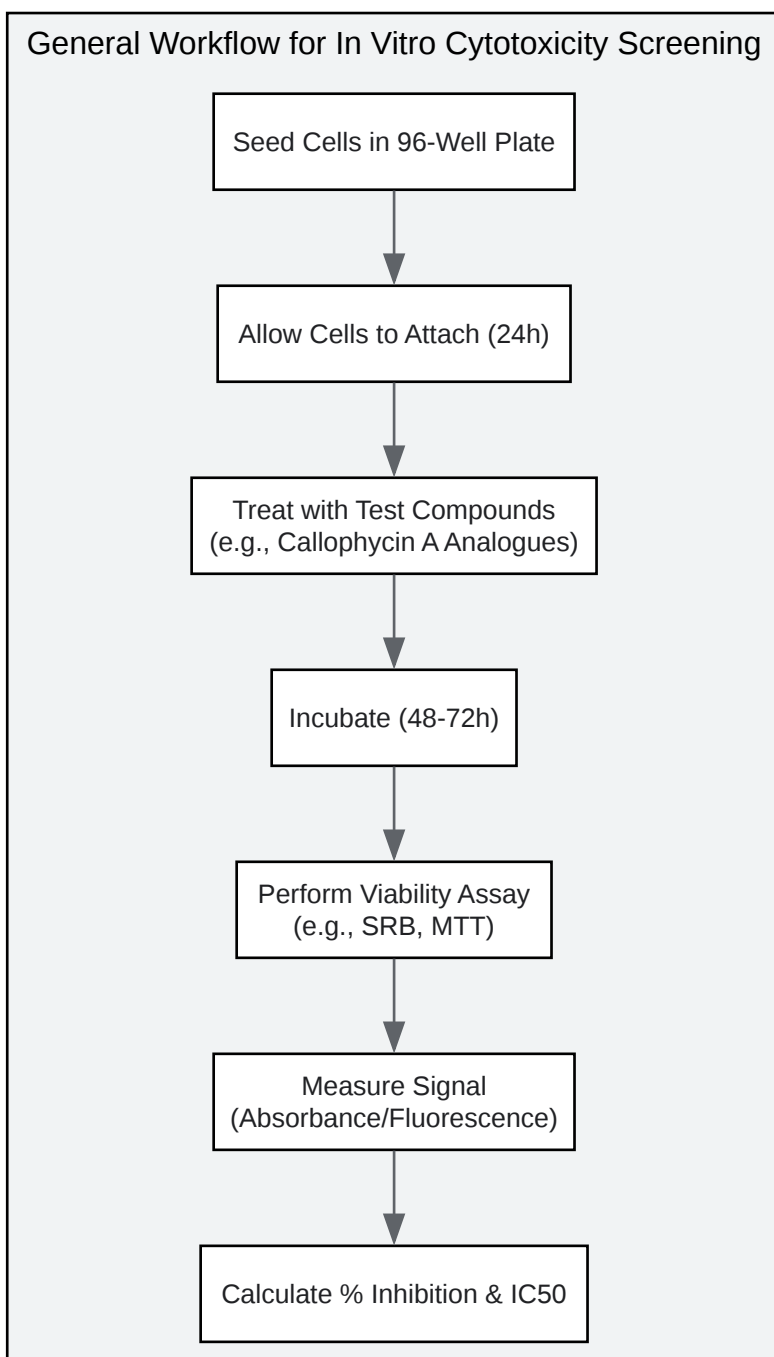 General Workflow for In Vitro Cytotoxicity Screening
Seed Cells in 96-Well Plate
Allow Cells to Attach (24h)
Treat with Test Compounds
(e.g., Callophycin A Analogues)
Incubate (48-72h)
Perform Viability Assay
(e.g., SRB, MTT)
Measure Signal
(Absorbance/Fluorescence)
Calculate % Inhibition & IC50